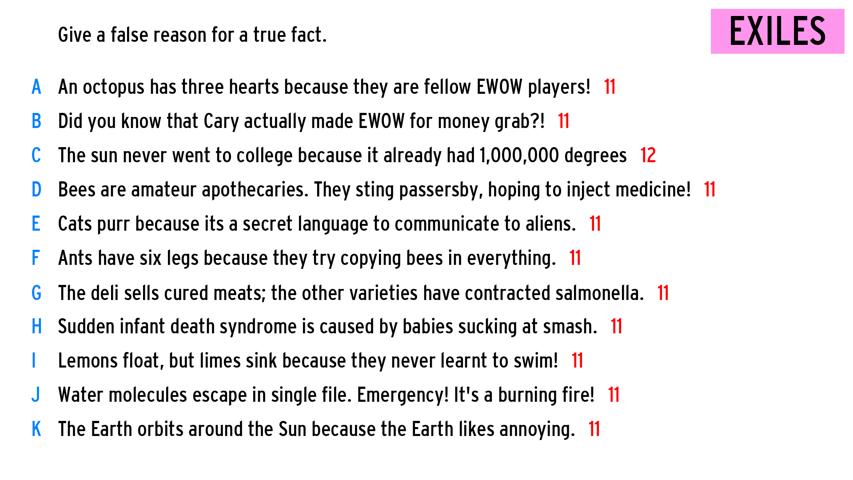 Give a false reason for a true fact.
EXILES
A An octopus has three hearts because they are fellow EWOW players! 11
B Did you know that Cary actually made EWOW for money grab?! 11
C The sun never went to college because it already had 1,000,000 degrees 12
D Bees are amateur apothecaries. They sting passersby, hoping to inject medicine! 11
E Cats purr because its a secret language to communicate to aliens. 11
F Ants have six legs because they try copying bees in everything. 11
G The deli sells cured meats; the other varieties have contracted salmonella. 11
H Sudden infant death syndrome is caused by babies sucking at smash. 11
I Lemons float, but limes sink because they never learnt to swim! 11
J Water molecules escape in single file. Emergency! It's a burning fire! 11
K The Earth orbits around the Sun because the Earth likes annoying. 11